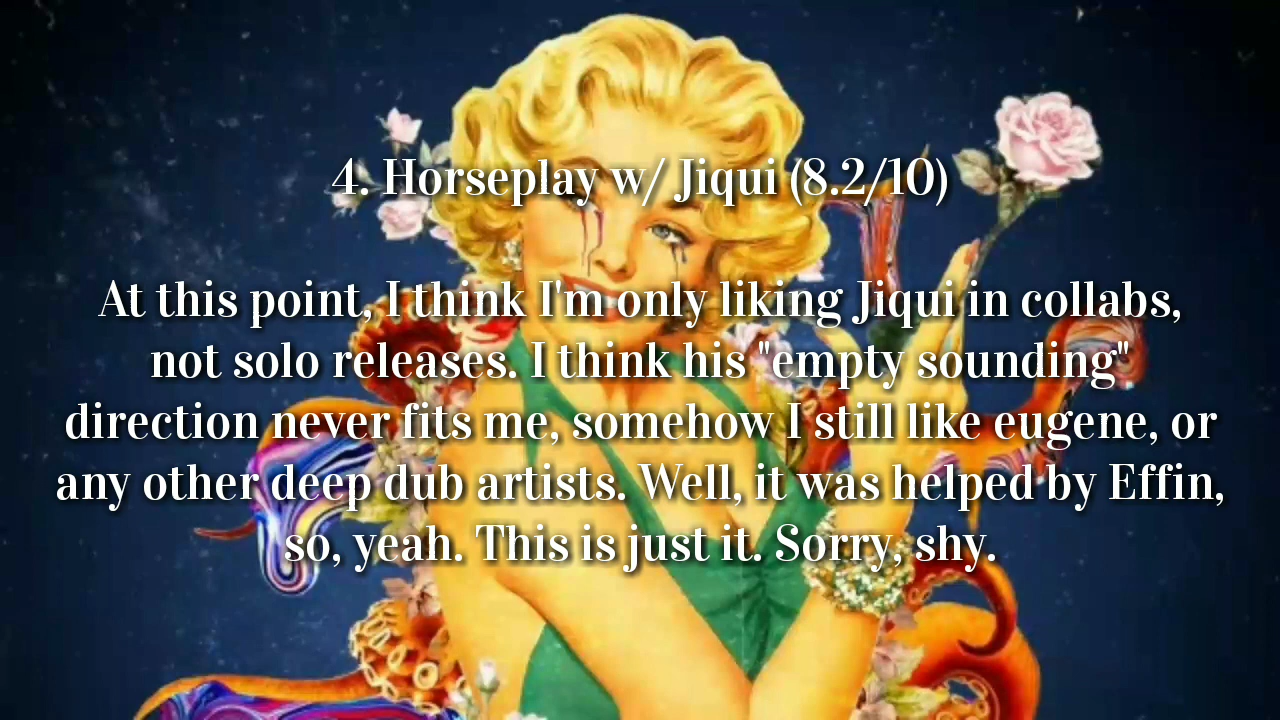 4. Horseplay w/ Jiqui (8.2/10)
At this point, I think I'm only liking Jiqui in collabs,
not solo releases. I think his "empty sounding"
direction never fits me, somehow I still like eugene, or
any other deep dub artists. Well, it was helped by Effin,
so, yeah. This is just it. Sorry, shy.